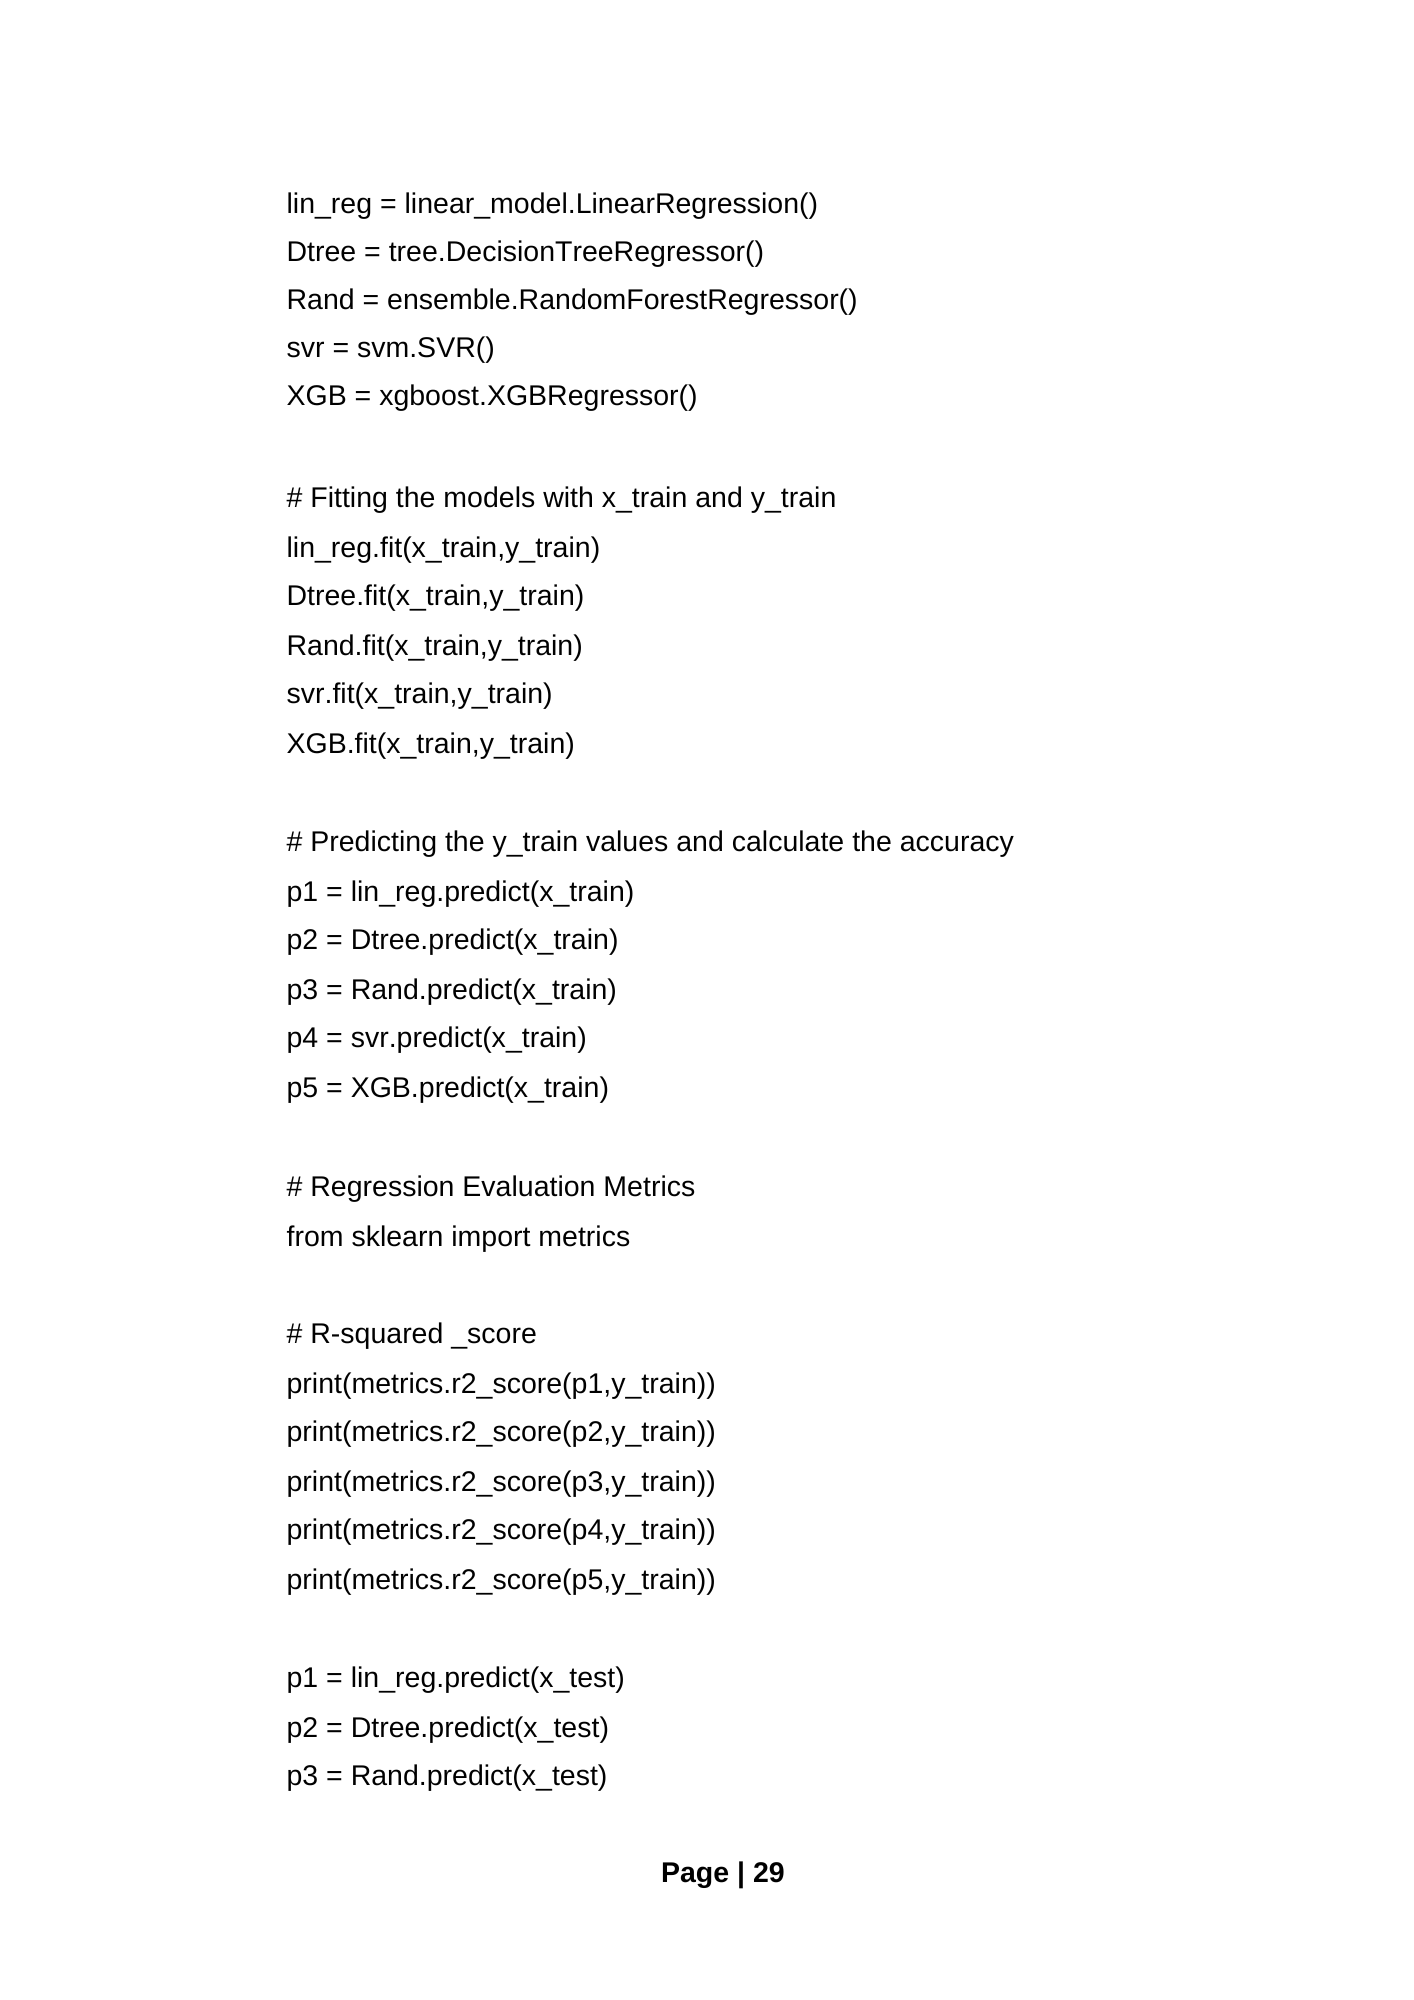 lin_reg = linear_model.LinearRegression()
Dtree = tree.DecisionTreeRegressor()
Rand = ensemble.RandomForestRegressor()
svr = svm.SVR()
XGB = xgboost.XGBRegressor()
# Fitting the models with x_train and y_train
lin_reg.fit(x_train,y_train)
Dtree.fit(x_train,y_train)
Rand.fit(x_train,y_train)
svr.fit(x_train,y_train)
XGB.fit(x_train,y_train)
# Predicting the y_train values and calculate the accuracy
p1 = lin_reg.predict(x_train)
p2 = Dtree.predict(x_train)
p3 = Rand.predict(x_train)
p4 = svr.predict(x_train)
p5 = XGB.predict(x_train)
# Regression Evaluation Metrics
from sklearn import metrics
# R-squared _score
print(metrics.r2_score(p1,y_train))
print(metrics.r2_score(p2,y_train))
print(metrics.r2_score(p3,y_train))
print(metrics.r2_score(p4,y_train))
print(metrics.r2_score(p5,y_train))
p1 = lin_reg.predict(x_test)
p2 = Dtree.predict(x_test)
p3 = Rand.predict(x_test)
Page | 29